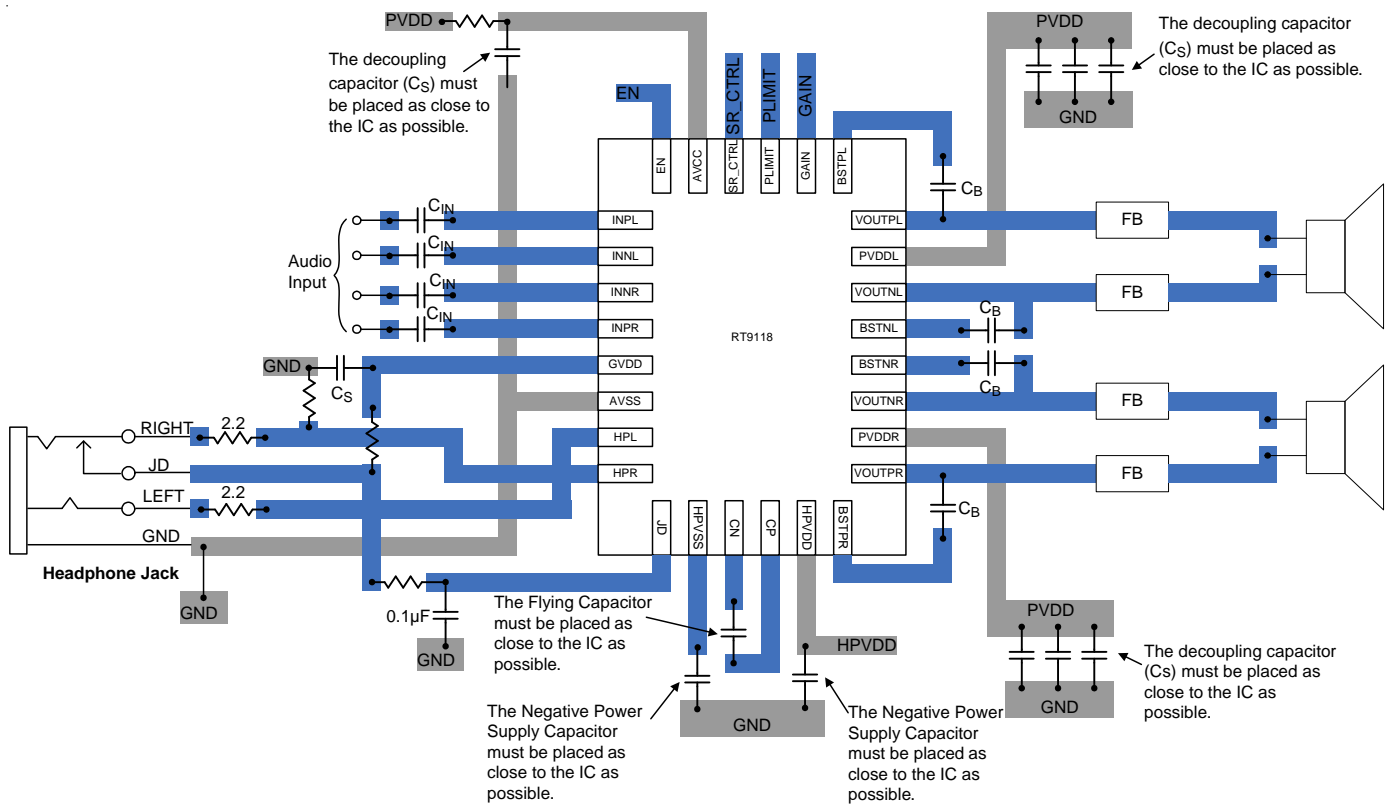 PVDD
The decoupling
capacitor (CS) must
be placed as close to
the IC as possible.
EN
SR_CTRL
PLIMIT
GAIN
PVDD
GND
The decoupling capacitor
(CS) must be placed as
close to the IC as possible.
EN
AVCC
SR_CTRL
PLIMIT
GAIN
BSTPL
CB
CIN
CIN
CIN
CIN
Audio
Input
INPL
INNL
INNR
INPR
GVDD
AVSS
HPL
HPR
RT9118
VOUTPL
PVDDL
VOUTNL
BSTNL
BSTNR
VOUTNR
PVDDR
VOUTPR
FB
FB
CB
CB
FB
FB
CB
GND
CS
RIGHT
2.2
JD
LEFT
2.2
GND
Headphone Jack
GND
JD
HPVSS
CN
CP
HPVDD
BSTPR
0.1µF
GND
The Flying Capacitor
must be placed as
close to the IC as
possible.
HPVDD
GND
The Negative Power
Supply Capacitor
must be placed as
close to the IC as
possible.
The Negative Power
Supply Capacitor
must be placed as
close to the IC as
possible.
PVDD
GND
The decoupling capacitor
(Cs) must be placed as
close to the IC as
possible.